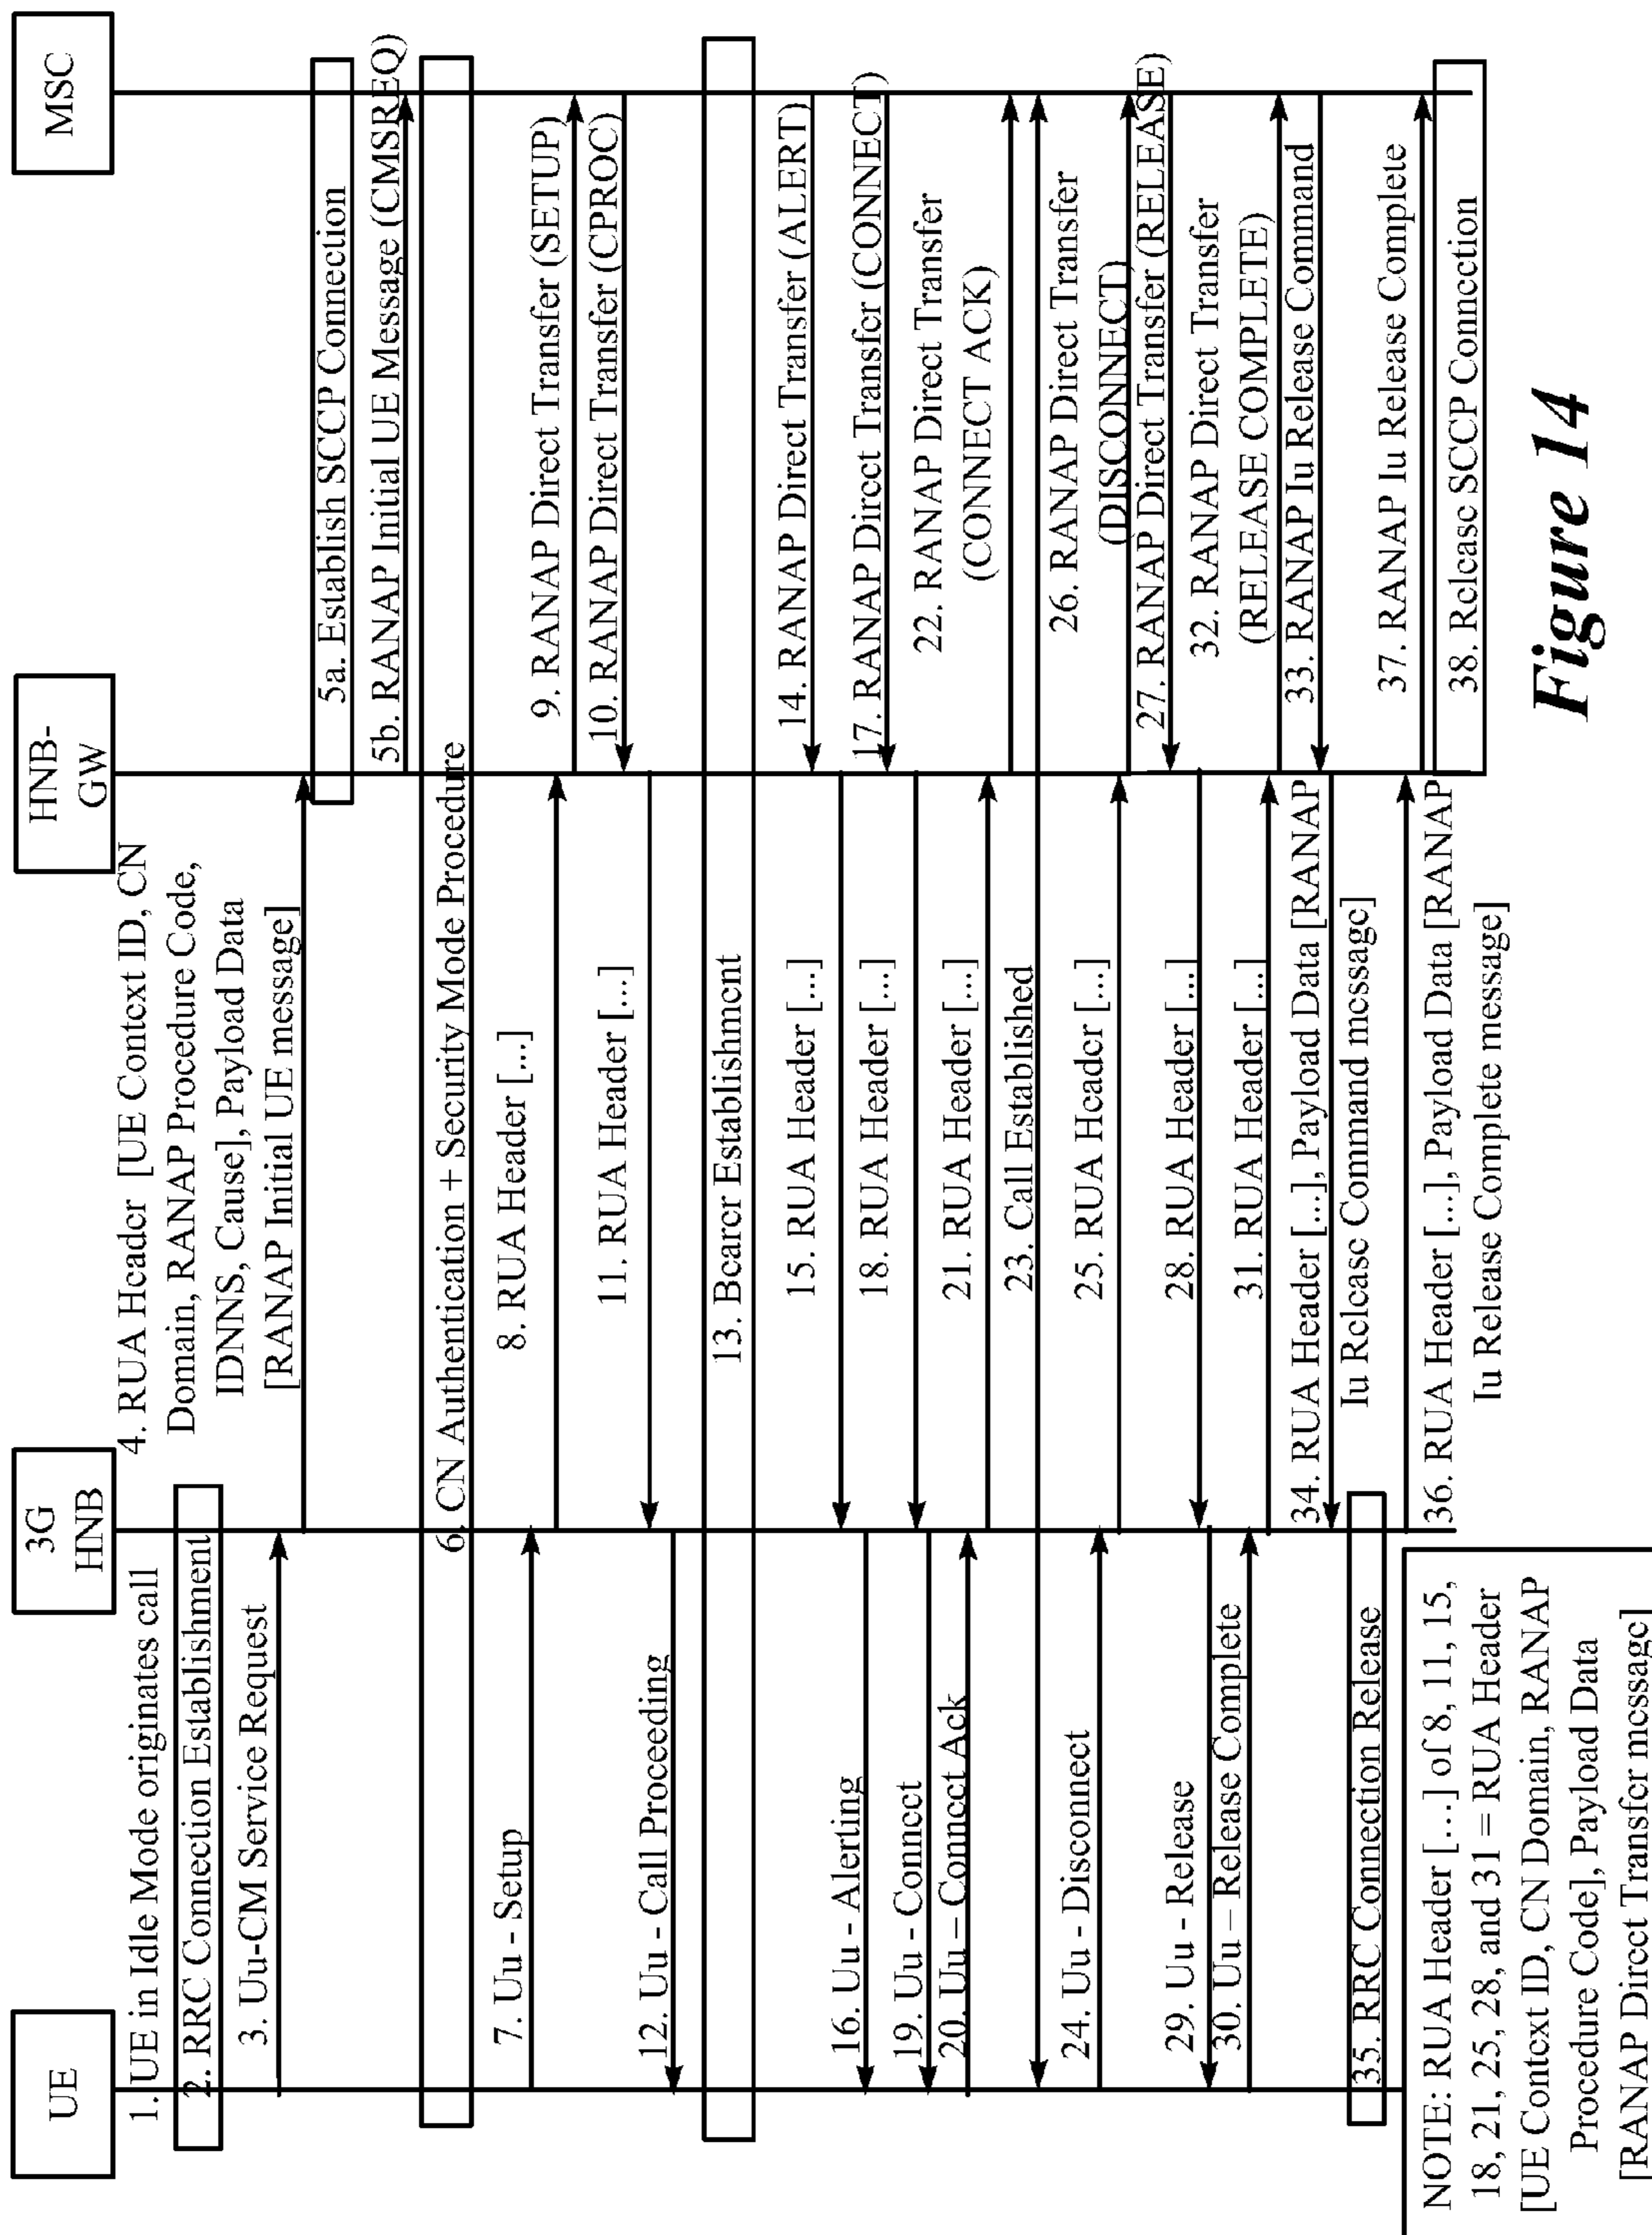 UE
3G
HNB
HNB-
GW
MSC
1. UE in Idle Mode originates call
2. RRC Connection Establishment
3. Uu-CM Service Request
4. RUA Header [UE Context ID, CN
Domain, RANAP Procedure Code,
IDNNS, Cause], Payload Data
[RANAP Initial UE message]
5a. Establish SCCP Connection
5b. RANAP Initial UE Message (CMSREQ)
6. CN Authentication + Security Mode Procedure
7. Uu - Setup
8. RUA Header [...]
9. RANAP Direct Transfer (SETUP)
10. RANAP Direct Transfer (CPROC)
11. RUA Header [...]
12. Uu - Call Proceeding
13. Bearer Establishment
14. RANAP Direct Transfer (ALERT)
15. RUA Header [...]
16. Uu - Alerting
17. RANAP Direct Transfer (CONNECT)
18. RUA Header [...]
19. Uu - Connect
20. Uu – Connect Ack
21. RUA Header [...]
22. RANAP Direct Transfer
(CONNECT ACK)
23. Call Established
24. Uu - Disconnect
25. RUA Header [...]
26. RANAP Direct Transfer
(DISCONNECT)
27. RANAP Direct Transfer (RELEASE)
28. RUA Header [...]
29. Uu - Release
30. Uu – Release Complete
31. RUA Header [...]
32. RANAP Direct Transfer
(RELEASE COMPLETE)
33. RANAP Iu Release Command
34. RUA Header [...], Payload Data [RANAP
Iu Release Command message]
35. RRC Connection Release
36. RUA Header [...], Payload Data [RANAP
Iu Release Complete message]
37. RANAP Iu Release Complete
38. Release SCCP Connection
NOTE: RUA Header [...] of 8, 11, 15,
18, 21, 25, 28, and 31 = RUA Header
[UE Context ID, CN Domain, RANAP
Procedure Code], Payload Data
[RANAP Direct Transfer message]
Figure 14